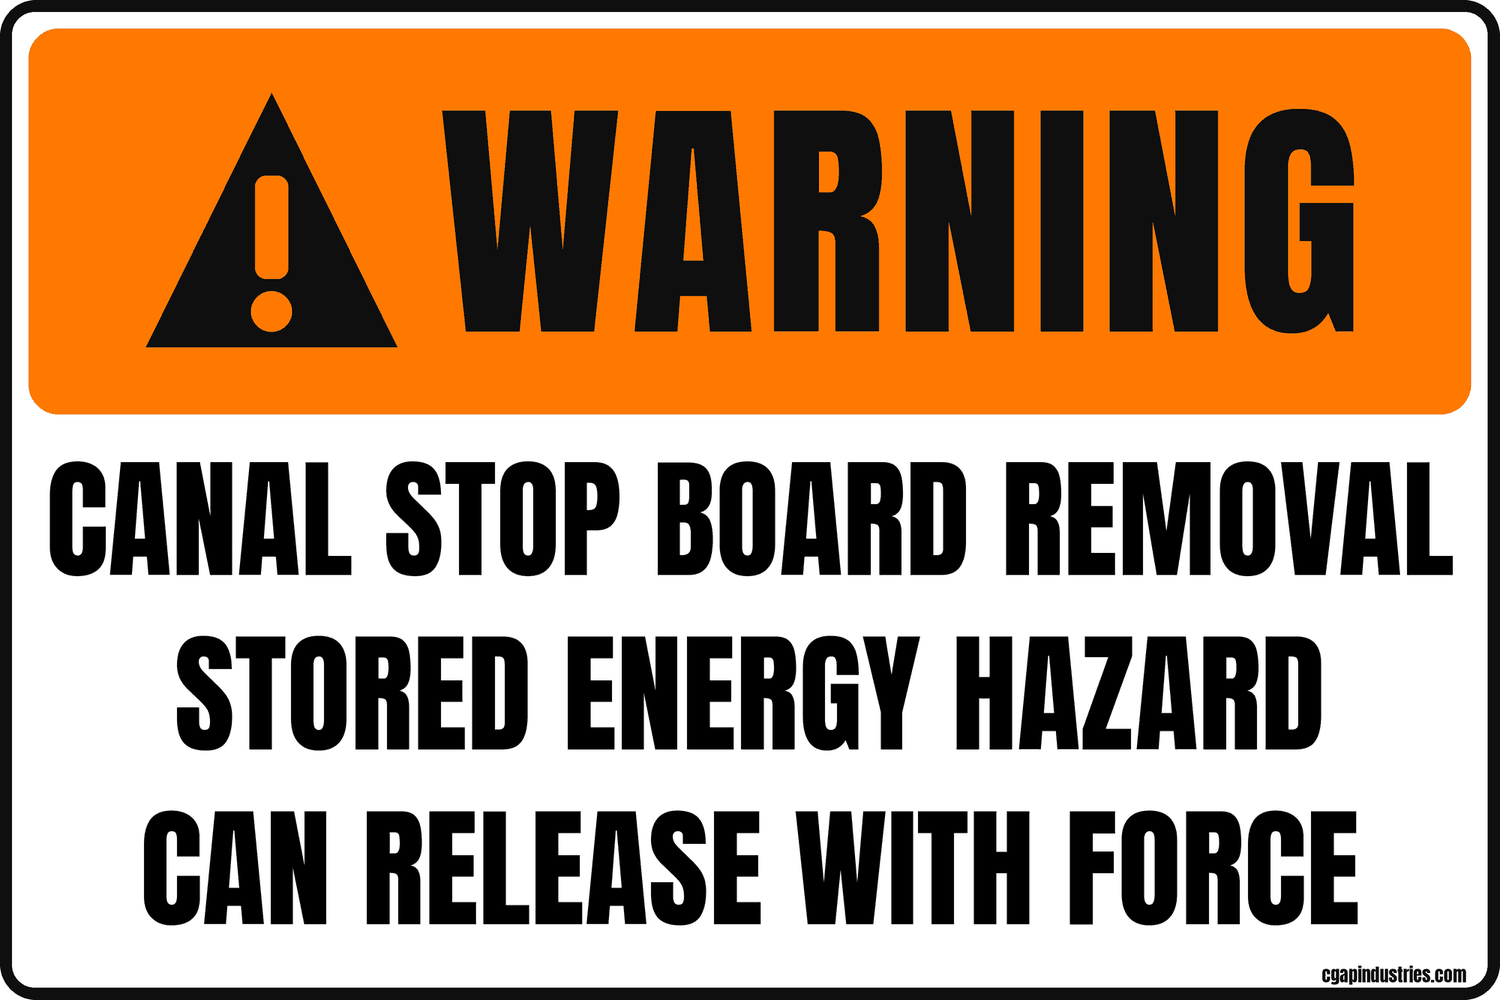 WARNING
CANAL STOP BOARD REMOVAL
STORED ENERGY HAZARD
CAN RELEASE WITH FORCE
cgapindustries.com